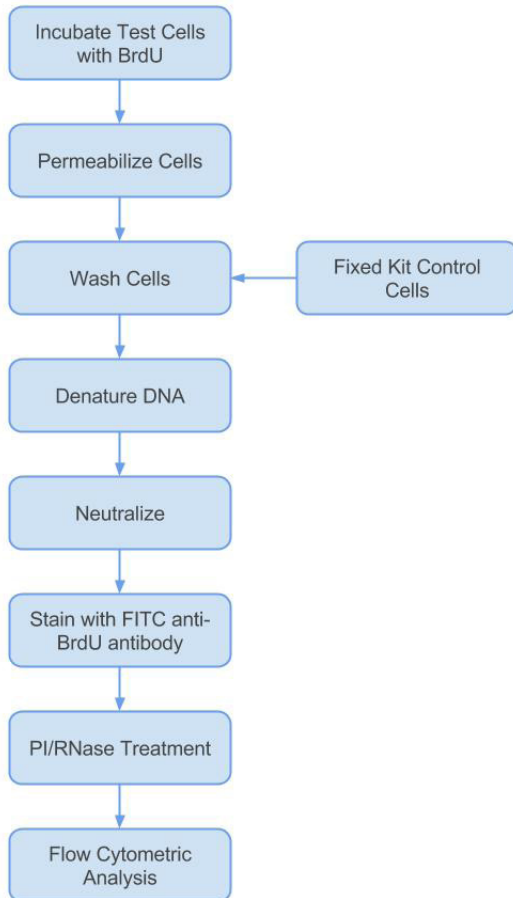 Incubate Test Cells
with BrdU
Permeabilize Cells
Wash Cells
Fixed Kit Control
Cells
Denature DNA
Neutralize
Stain with FITC anti-
BrdU antibody
PI/RNase Treatment
Flow Cytometric
Analysis